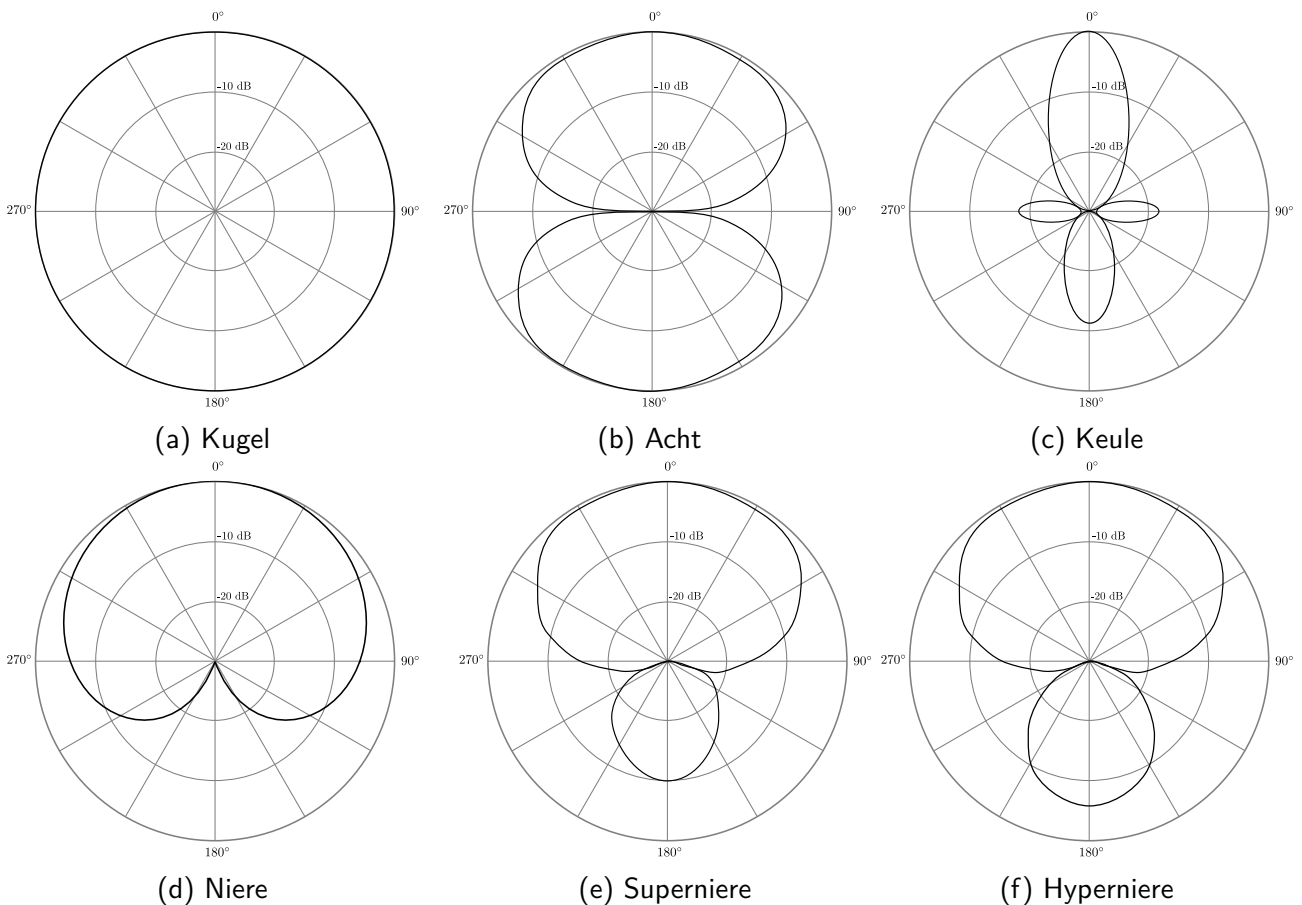 0°
-10 dB
-20 dB
270°
90°
180°
(a) Kugel
0°
-10 dB
-20 dB
270°
90°
180°
(b) Acht
0°
-10 dB
-20 dB
270°
90°
180°
(c) Keule
0°
-10 dB
-20 dB
270°
90°
180°
(d) Niere
0°
-10 dB
-20 dB
270°
90°
180°
(e) Superniere
0°
-10 dB
-20 dB
270°
90°
180°
(f) Hyperniere